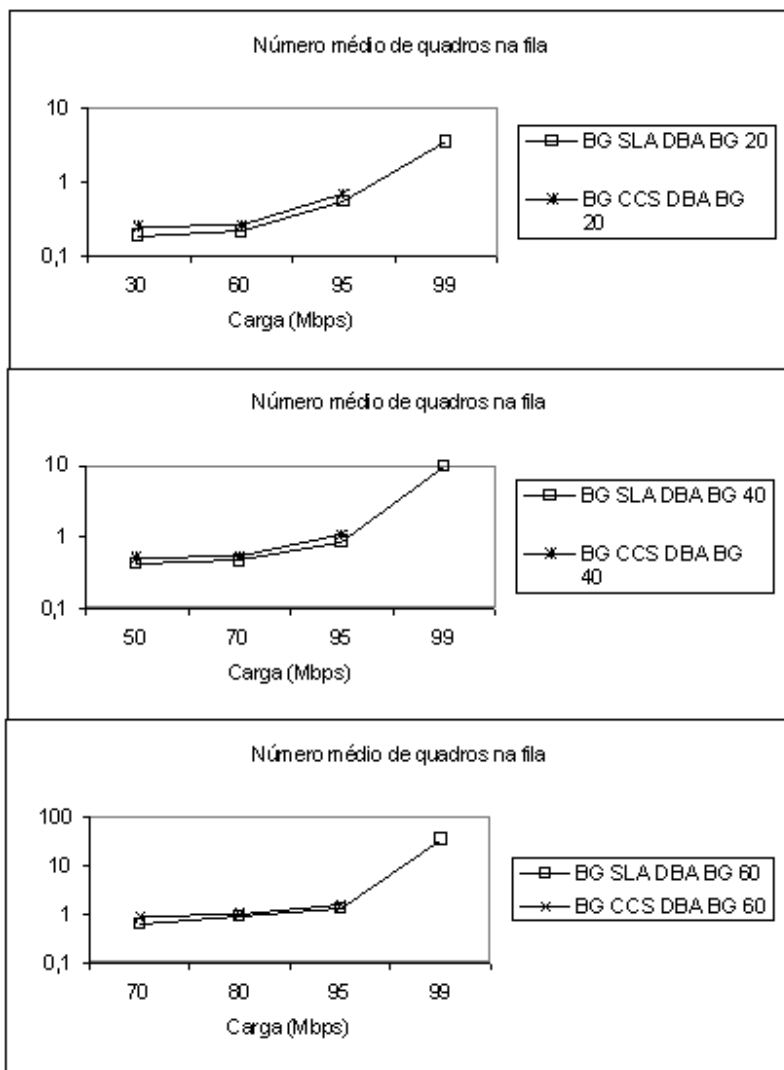 Número médio de quadros na fila
10
1
0,1
30 60 95 99
Carga (Mbps)
BG SLA DBA BG 20
BG CCS DBA BG
20
Número médio de quadros na fila
10
1
0,1
50 70 95 99
Carga (Mbps)
BG SLA DBA BG 40
BG CCS DBA BG
40
Número médio de quadros na fila
100
10
1
0,1
70 80 95 99
Carga (Mbps)
BG SLA DBA BG 60
BG CCS DBA BG 60